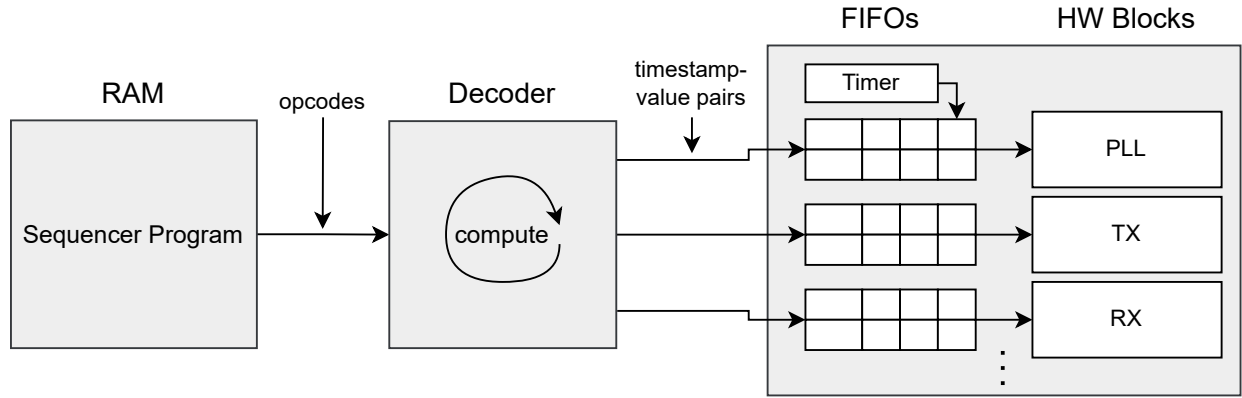 FIFOs
HW Blocks
RAM
opcodes
Decoder
timestamp-
value pairs
Timer
Sequencer Program
compute
PLL
TX
RX